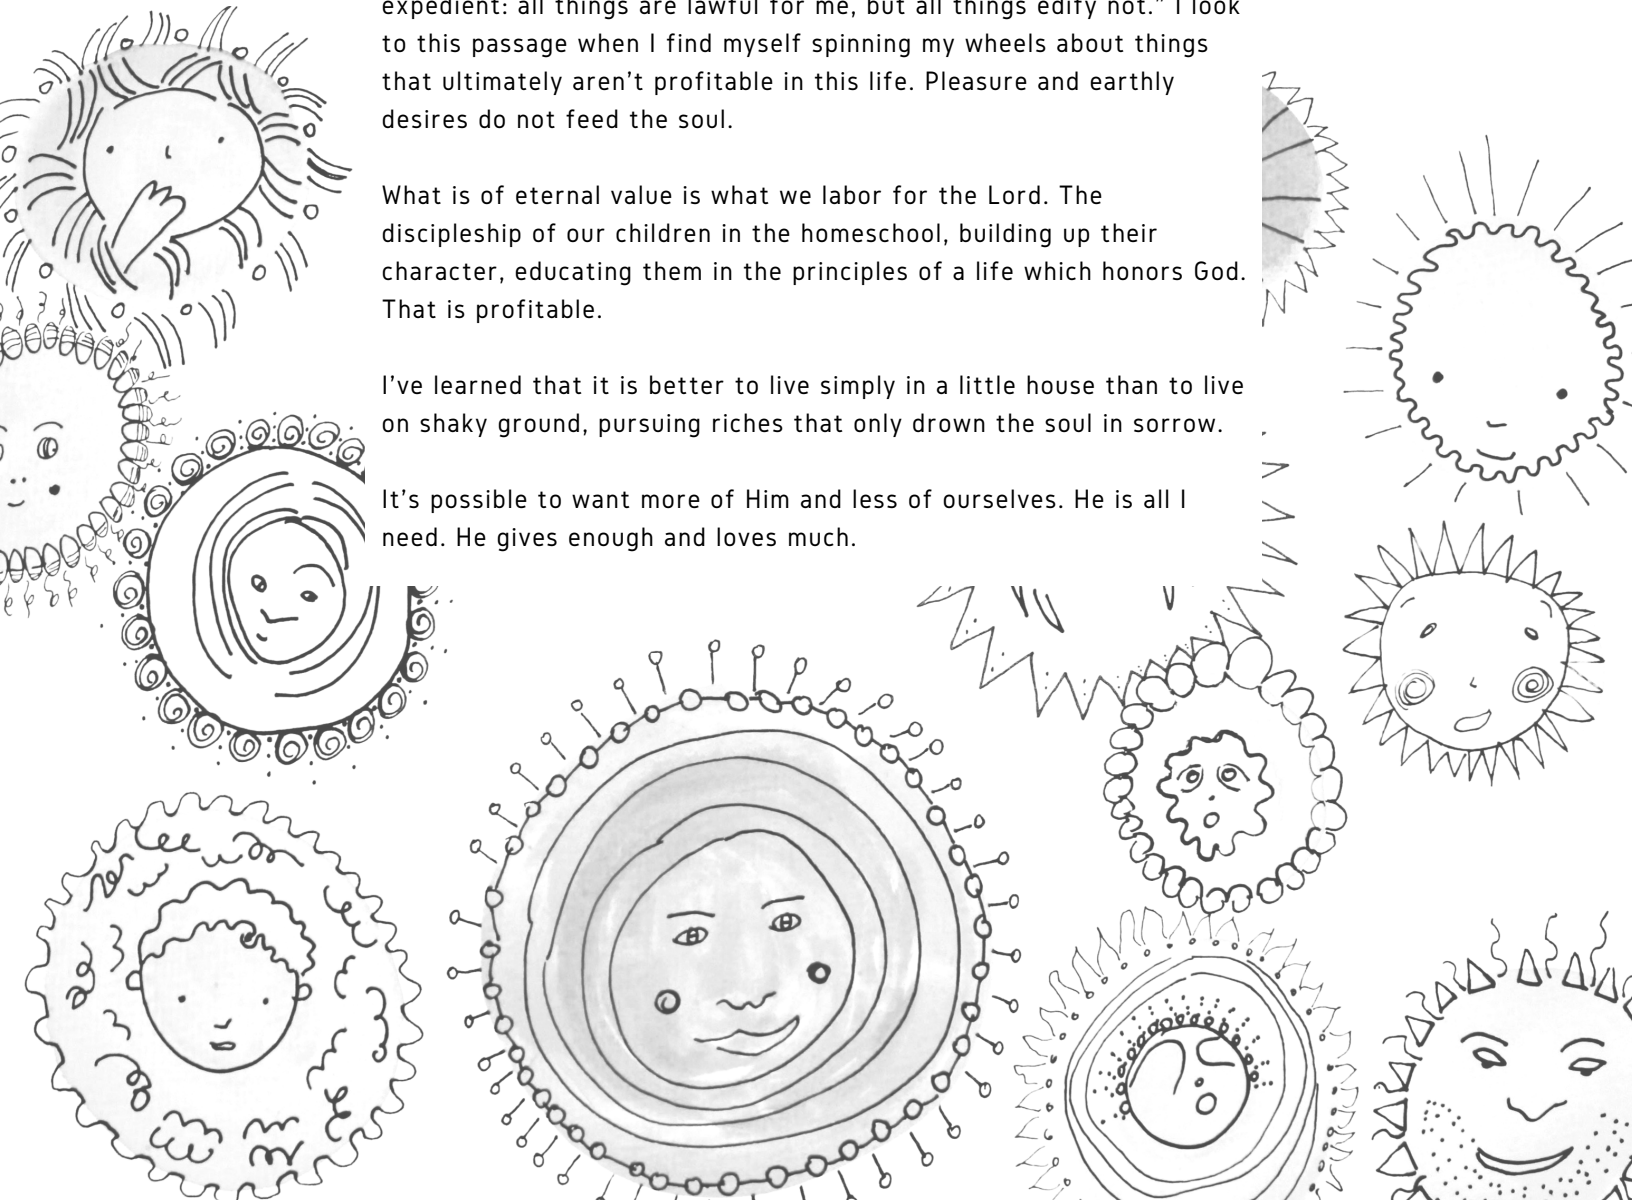 expedient: all things are lawful for me, but all things edify not.” I look
to this passage when I find myself spinning my wheels about things
that ultimately aren’t profitable in this life. Pleasure and earthly
desires do not feed the soul.
What is of eternal value is what we labor for the Lord. The
discipleship of our children in the homeschool, building up their
character, educating them in the principles of a life which honors God.
That is profitable.
I’ve learned that it is better to live simply in a little house than to live
on shaky ground, pursuing riches that only drown the soul in sorrow.
It’s possible to want more of Him and less of ourselves. He is all I
need. He gives enough and loves much.